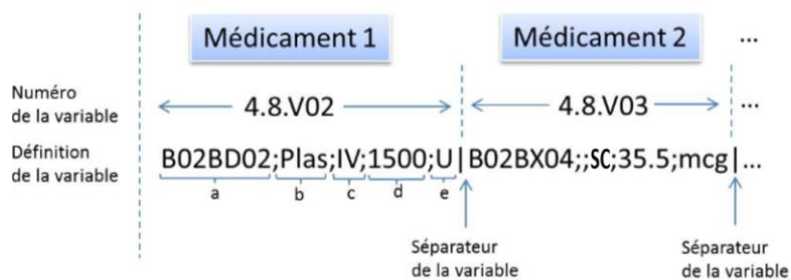 Médicament 1 Médicament 2 ...
Numéro
de la variable
4.8.V02 4.8.V03 ...
Définition
de la variable
B02BD02;Plas;IV;1500;U|B02BX04;;SC;35.5;mcg|...
a b c d e
Séparateur
de la variable
Séparateur
de la variable